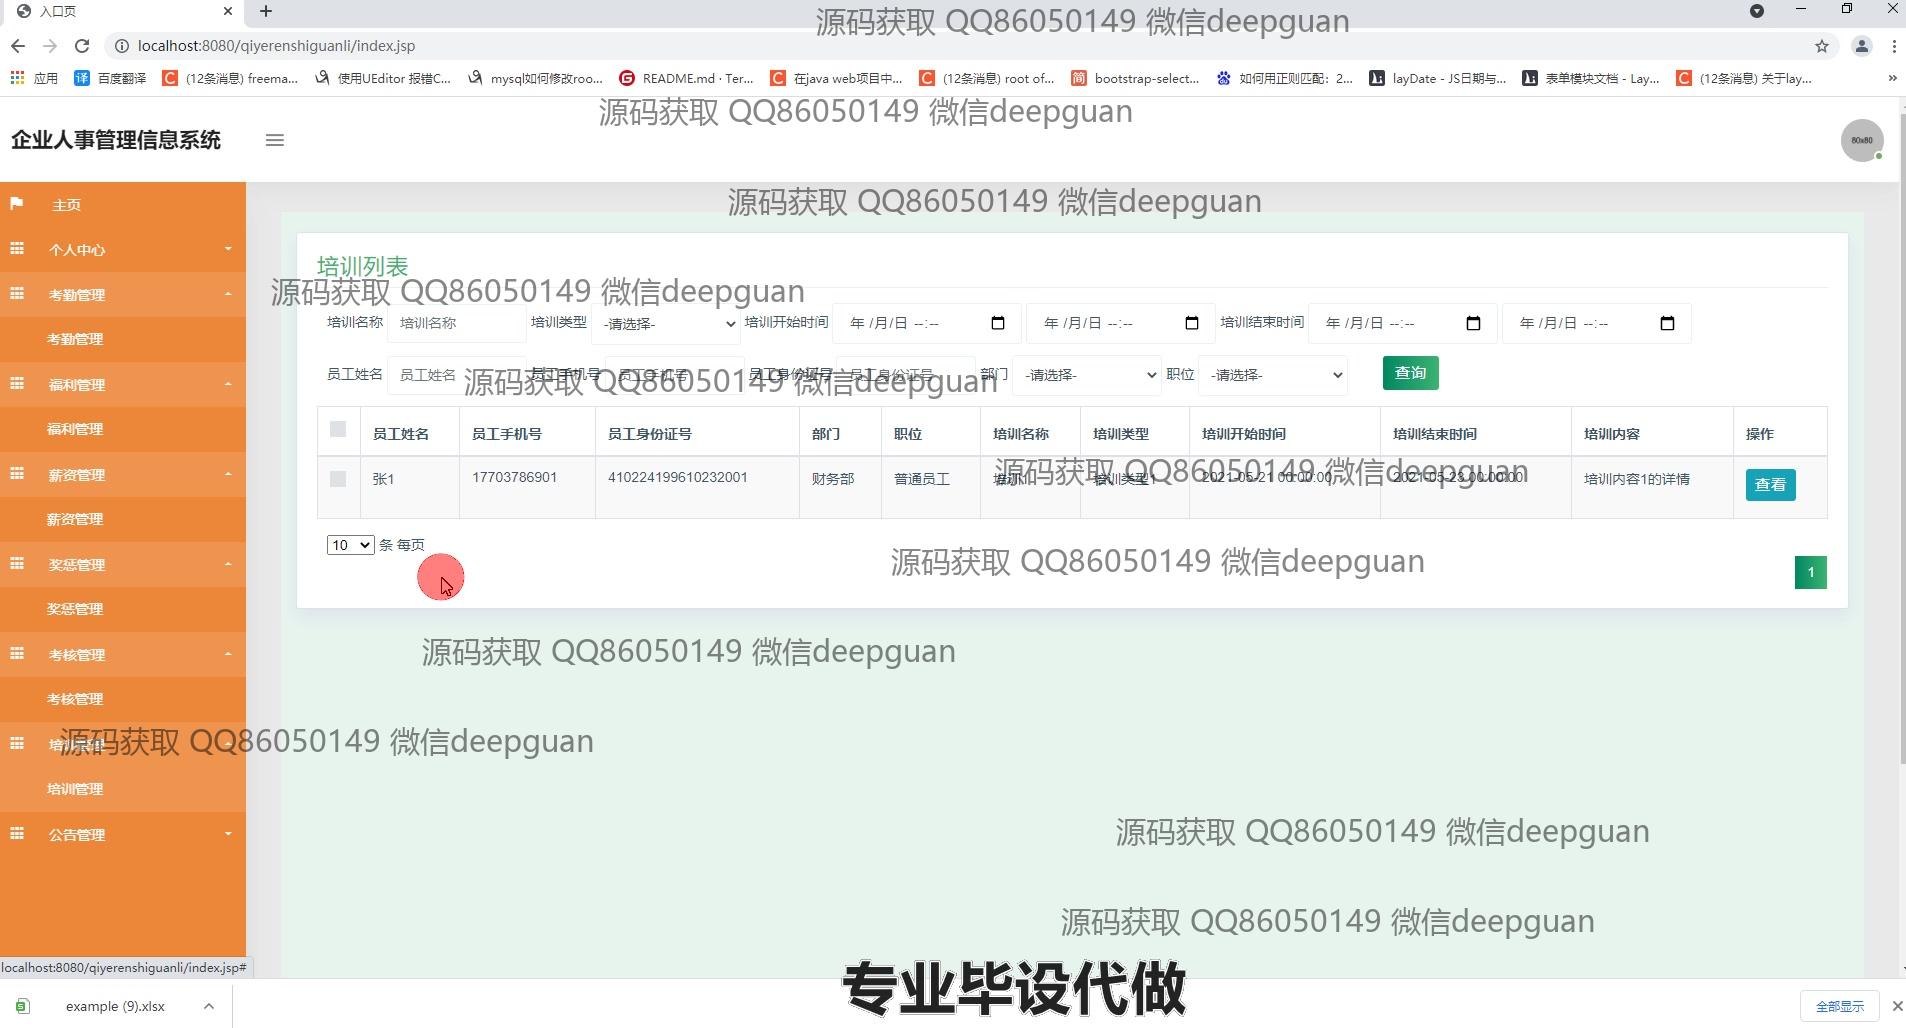 入口页
源码获取 QQ86050149 微信deepguan
localhost:8080/qiyerenshiguanli/index.jsp
应用 译 百度翻译 (12条消息) freema... 使用UEditor 报错C... mysql如何修改roo... README.md · Ter... 在java web项目中... (12条消息) root of... 简 bootstrap-select... 如何用正则匹配：2... layDate - JS日期与... 表单模块文档 - Lay... (12条消息) 关于lay... »
源码获取 QQ86050149 微信deepguan
企业人事管理信息系统
80x80
源码获取 QQ86050149 微信deepguan
主页
个人中心
考勤管理
考勤管理
福利管理
福利管理
薪资管理
薪资管理
奖惩管理
奖惩管理
考核管理
考核管理
培训管理
培训管理
公告管理
培训列表
源码获取 QQ86050149 微信deepguan
培训名称 培训名称 培训类型 -请选择- 培训开始时间 年 /月/日 --:-- 年 /月/日 --:-- 培训结束时间 年 /月/日 --:-- 年 /月/日 --:--
员工姓名 员工姓名 员工手机号 员工手机号 员工身份证号 员工身份证号 部门 -请选择- 职位 -请选择- 查询
源码获取 QQ86050149 微信deepguan
员工姓名 员工手机号 员工身份证号 部门 职位 培训名称 培训类型 培训开始时间 培训结束时间 培训内容 操作
张1 17703786901 410224199610232001 财务部 普通员工 培训1 培训类型1 2021-05-21 00:00:00 2021-05-23 00:00:00 培训内容1的详情 查看
源码获取 QQ86050149 微信deepguan
10 条 每页
源码获取 QQ86050149 微信deepguan
1
源码获取 QQ86050149 微信deepguan
源码获取 QQ86050149 微信deepguan
源码获取 QQ86050149 微信deepguan
源码获取 QQ86050149 微信deepguan
localhost:8080/qiyerenshiguanli/index.jsp#
专业毕设代做
example (9).xlsx
全部显示